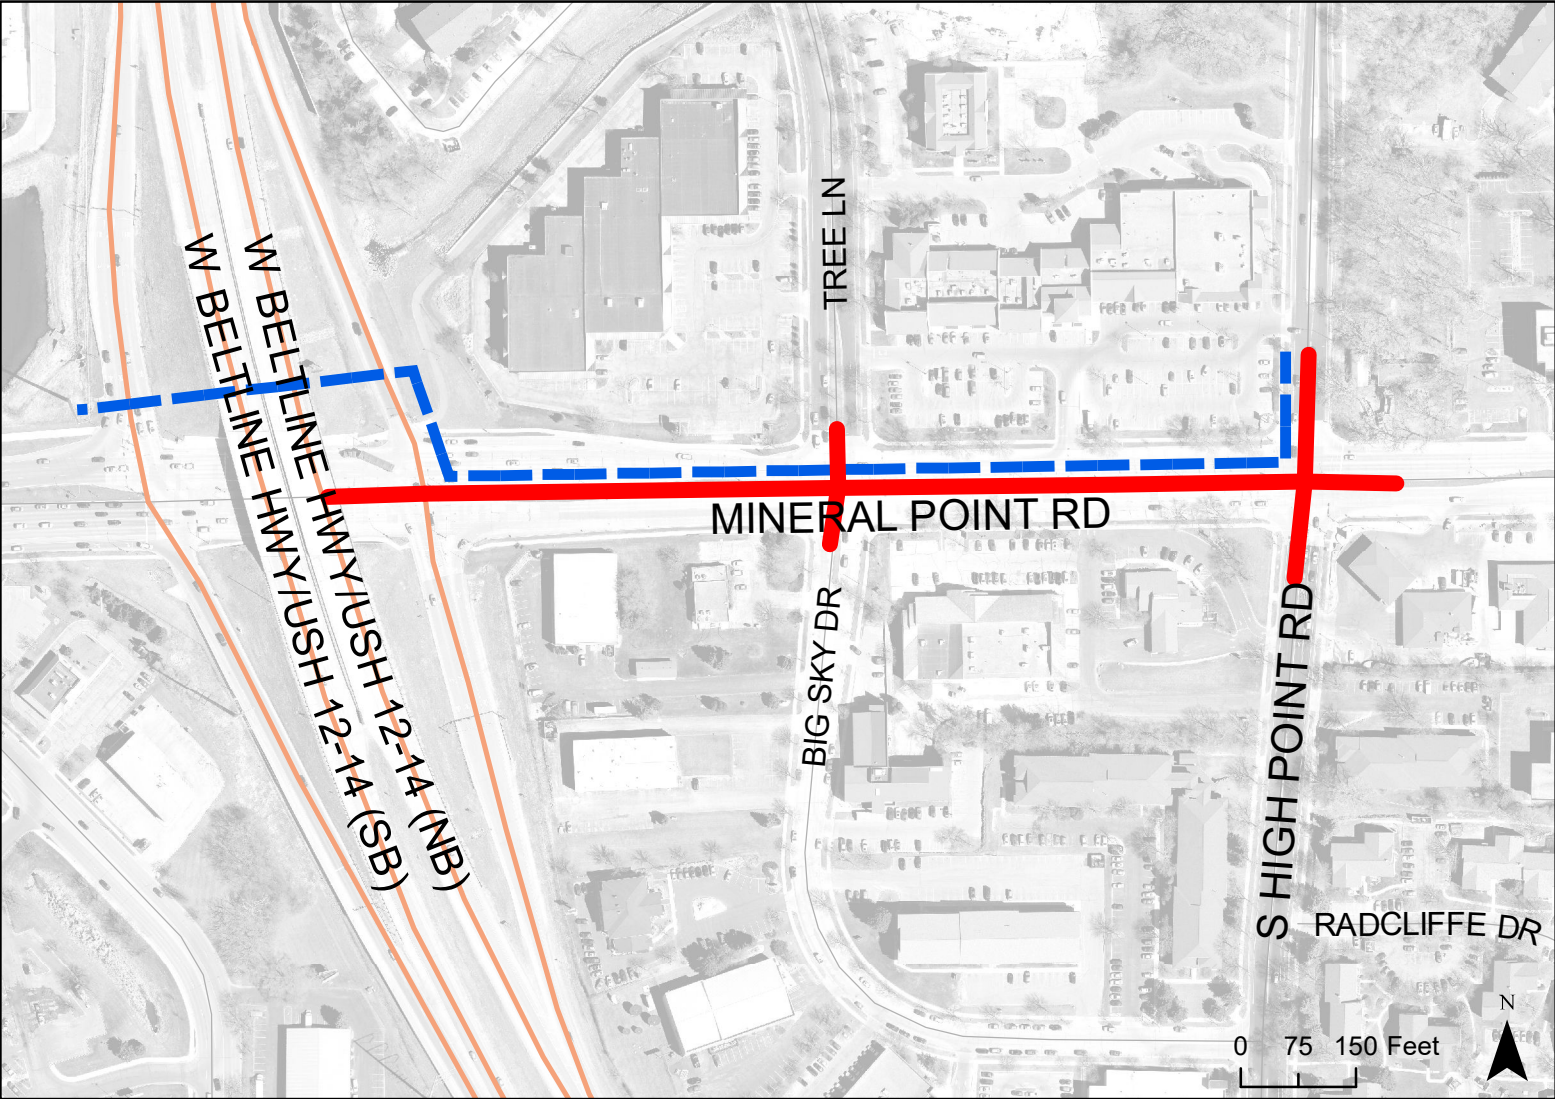 TREE LN
W BELTLINE HWY/USH 12-14 (SB)
W BELTLINE HWY/USH 12-14 (NB)
MINERAL POINT RD
BIG SKY DR
S HIGH POINT RD
RADCLIFFE DR
N
0 75 150 Feet